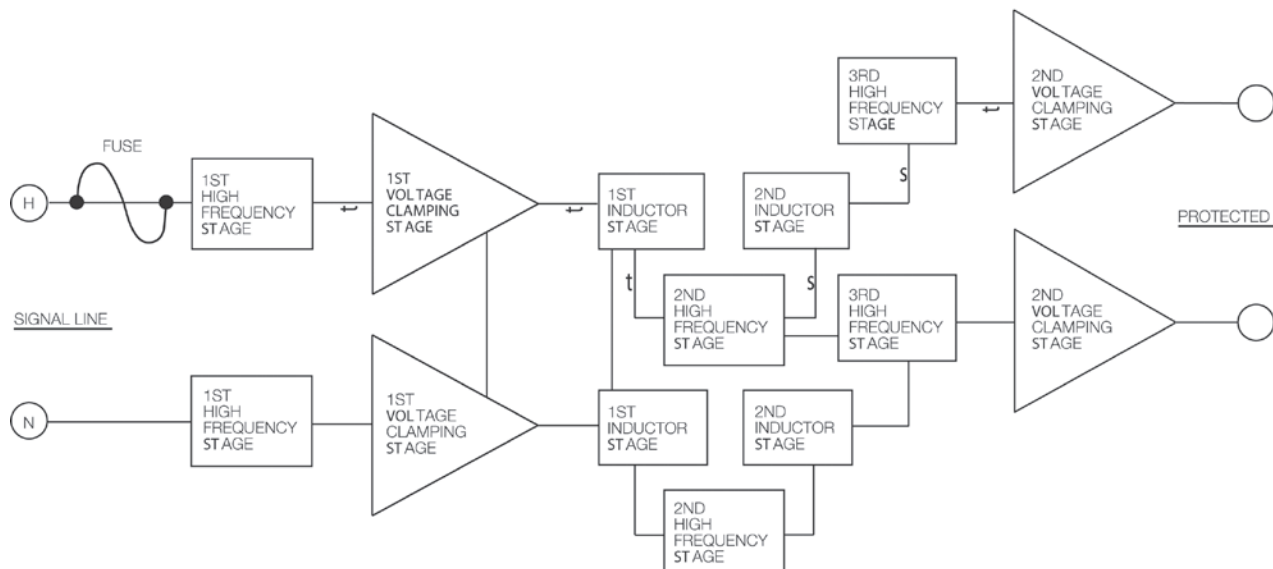 3RD
HIGH
FREQUENCY
STAGE
t
2ND
VOLTAGE
CLAMPING
STAGE
FUSE
H
1ST
HIGH
FREQUENCY
STAGE
t
1ST
VOLTAGE
CLAMPING
STAGE
t
1ST
INDUCTOR
STAGE
2ND
INDUCTOR
STAGE
s
PROTECTED
t
2ND
HIGH
FREQUENCY
STAGE
s
3RD
HIGH
FREQUENCY
STAGE
2ND
VOLTAGE
CLAMPING
STAGE
SIGNAL LINE
N
1ST
HIGH
FREQUENCY
STAGE
1ST
VOLTAGE
CLAMPING
STAGE
1ST
INDUCTOR
STAGE
2ND
INDUCTOR
STAGE
2ND
HIGH
FREQUENCY
STAGE